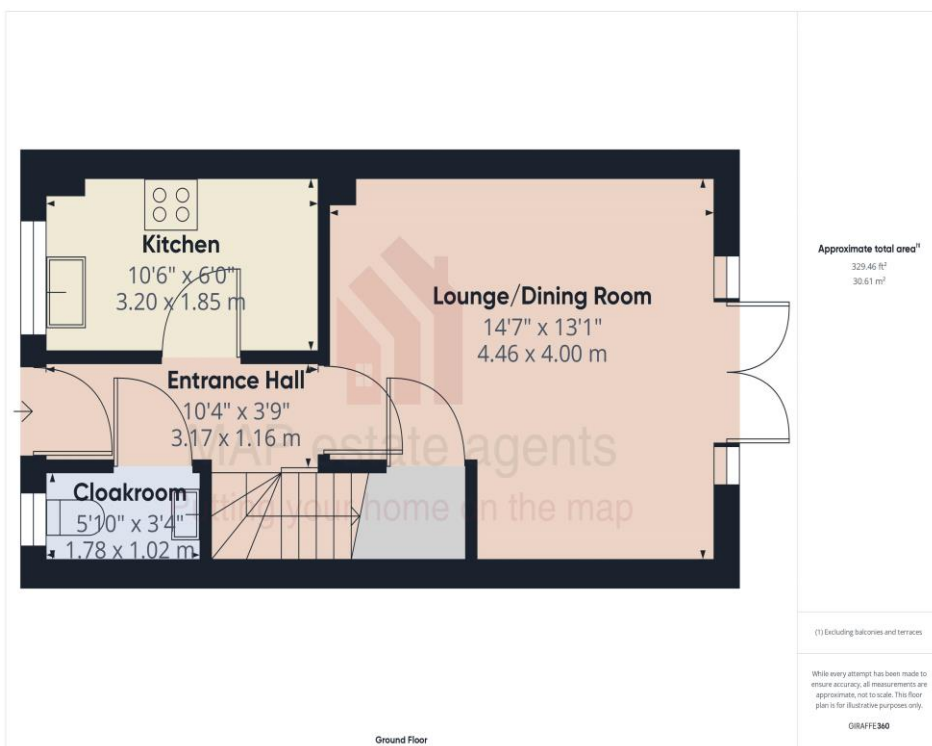 Kitchen
10'6" x 6'0"
3.20 x 1.85 m
Lounge/Dining Room
14'7" x 13'1"
4.46 x 4.00 m
Entrance Hall
10'4" x 3'9"
3.17 x 1.16 m
Cloakroom
5'10" x 3'4"
1.78 x 1.02 m
MAP estate agents
Putting your home on the map
Ground Floor
Approximate total area⁽¹⁾
329.46 ft²
30.61 m²
(1) Excluding balconies and terraces
While every attempt has been made to
ensure accuracy, all measurements are
approximate, not to scale. This floor
plan is for illustrative purposes only.
GIRAFFE360